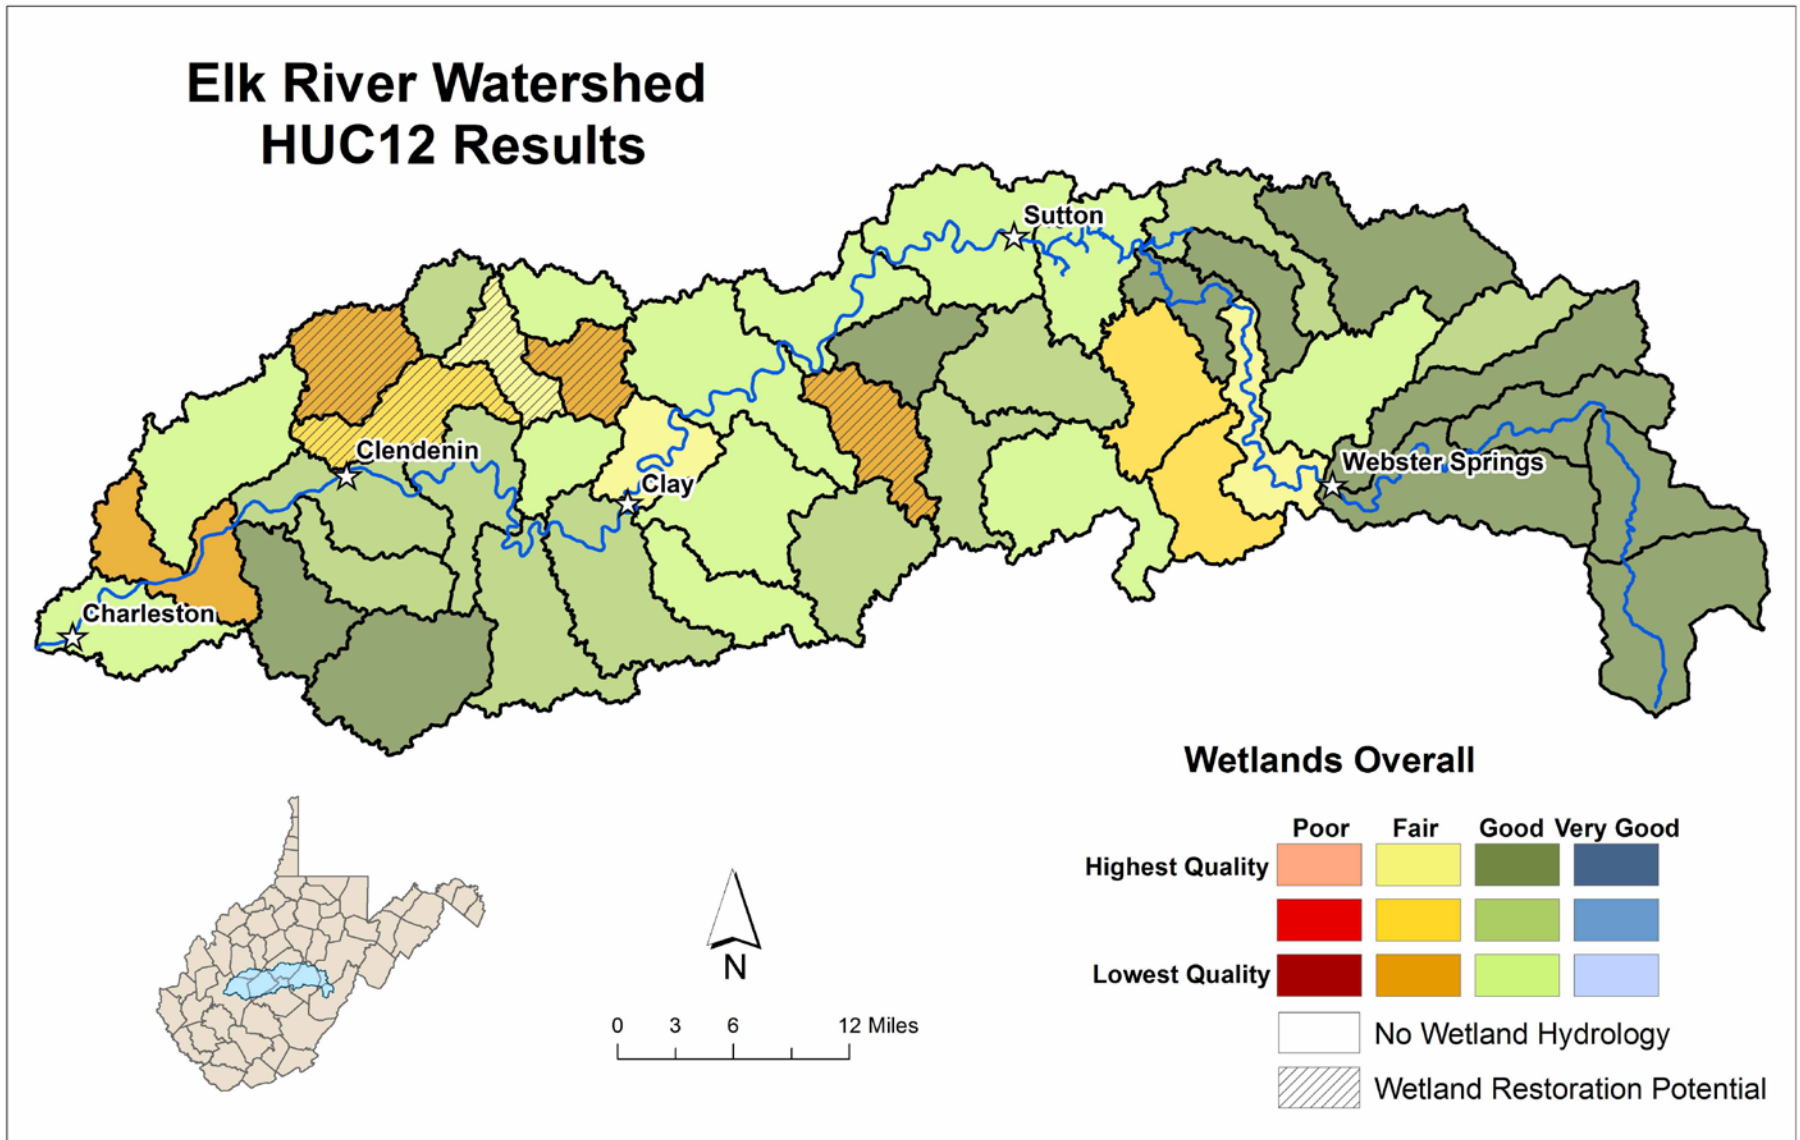 Elk River Watershed
HUC12 Results
Sutton
Clendenin
Webster Springs
Clay
Charleston
Wetlands Overall
Poor Fair Good Very Good
Highest Quality
Lowest Quality
No Wetland Hydrology
Wetland Restoration Potential
N
0 3 6 12 Miles